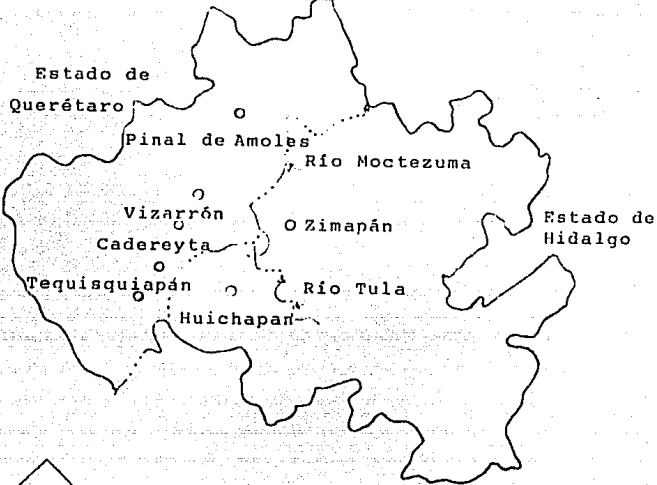 Estado de
Querétaro
Pinal de Amoles
Río Moctezuma
Vizarrón
Zimapán
Estado de
Hidalgo
Cadereyta
Tequisquiapán
Río Tula
Huichapan